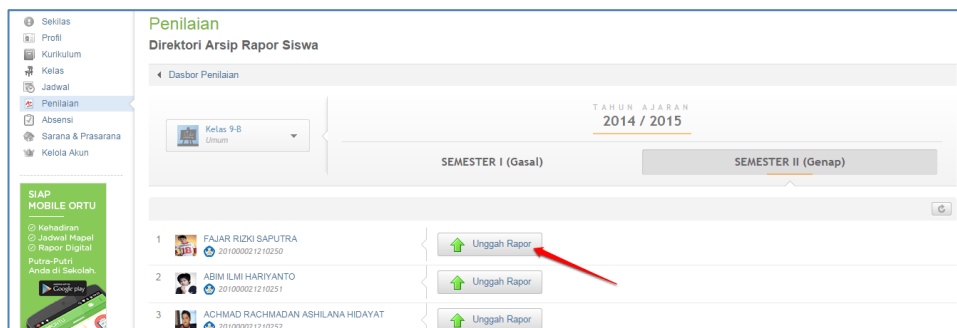 Sekilas
Profil
Kurikulum
Kelas
Jadwal
Penilaian
Absensi
Sarana & Prasarana
Kelola Akun
SIAP
MOBILE ORTU
Kehadiran
Jadwal Mapel
Rapor Digital
Putra-Putri
Anda di Sekolah.
Google play
Penilaian
Direktori Arsip Rapor Siswa
Dasbor Penilaian
Kelas 9-B
Umum
TAHUN AJARAN
2014 / 2015
SEMESTER I (Gasal)
SEMESTER II (Genap)
1 FAJAR RIZKI SAPUTRA
201000021210250
Unggah Rapor
2 ABIM ILMI HARIYANTO
201000021210251
Unggah Rapor
3 ACHMAD RACHMADAN ASHILANA HIDAYAT
201000021210252
Unggah Rapor